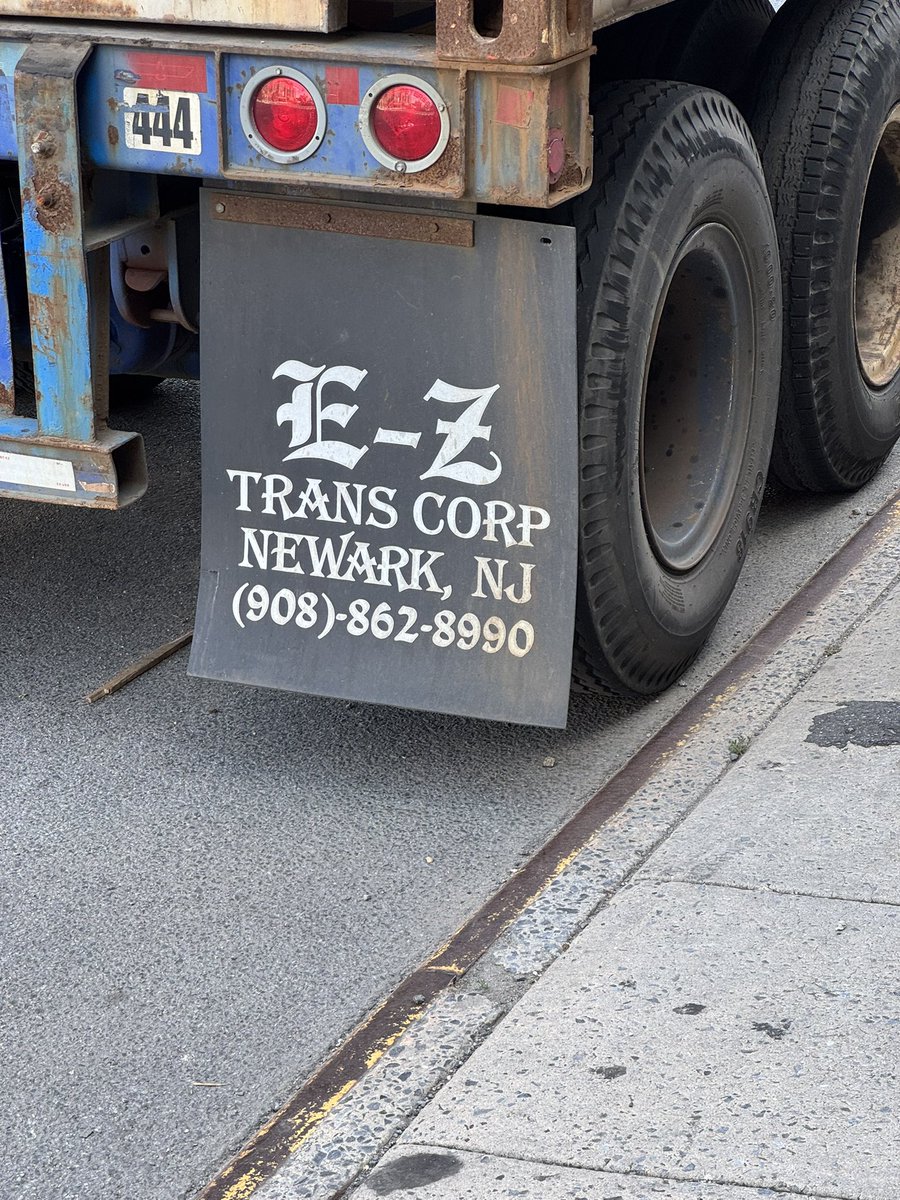 444
E-Z
TRANS CORP
NEWARK, NJ
(908)-862-8990